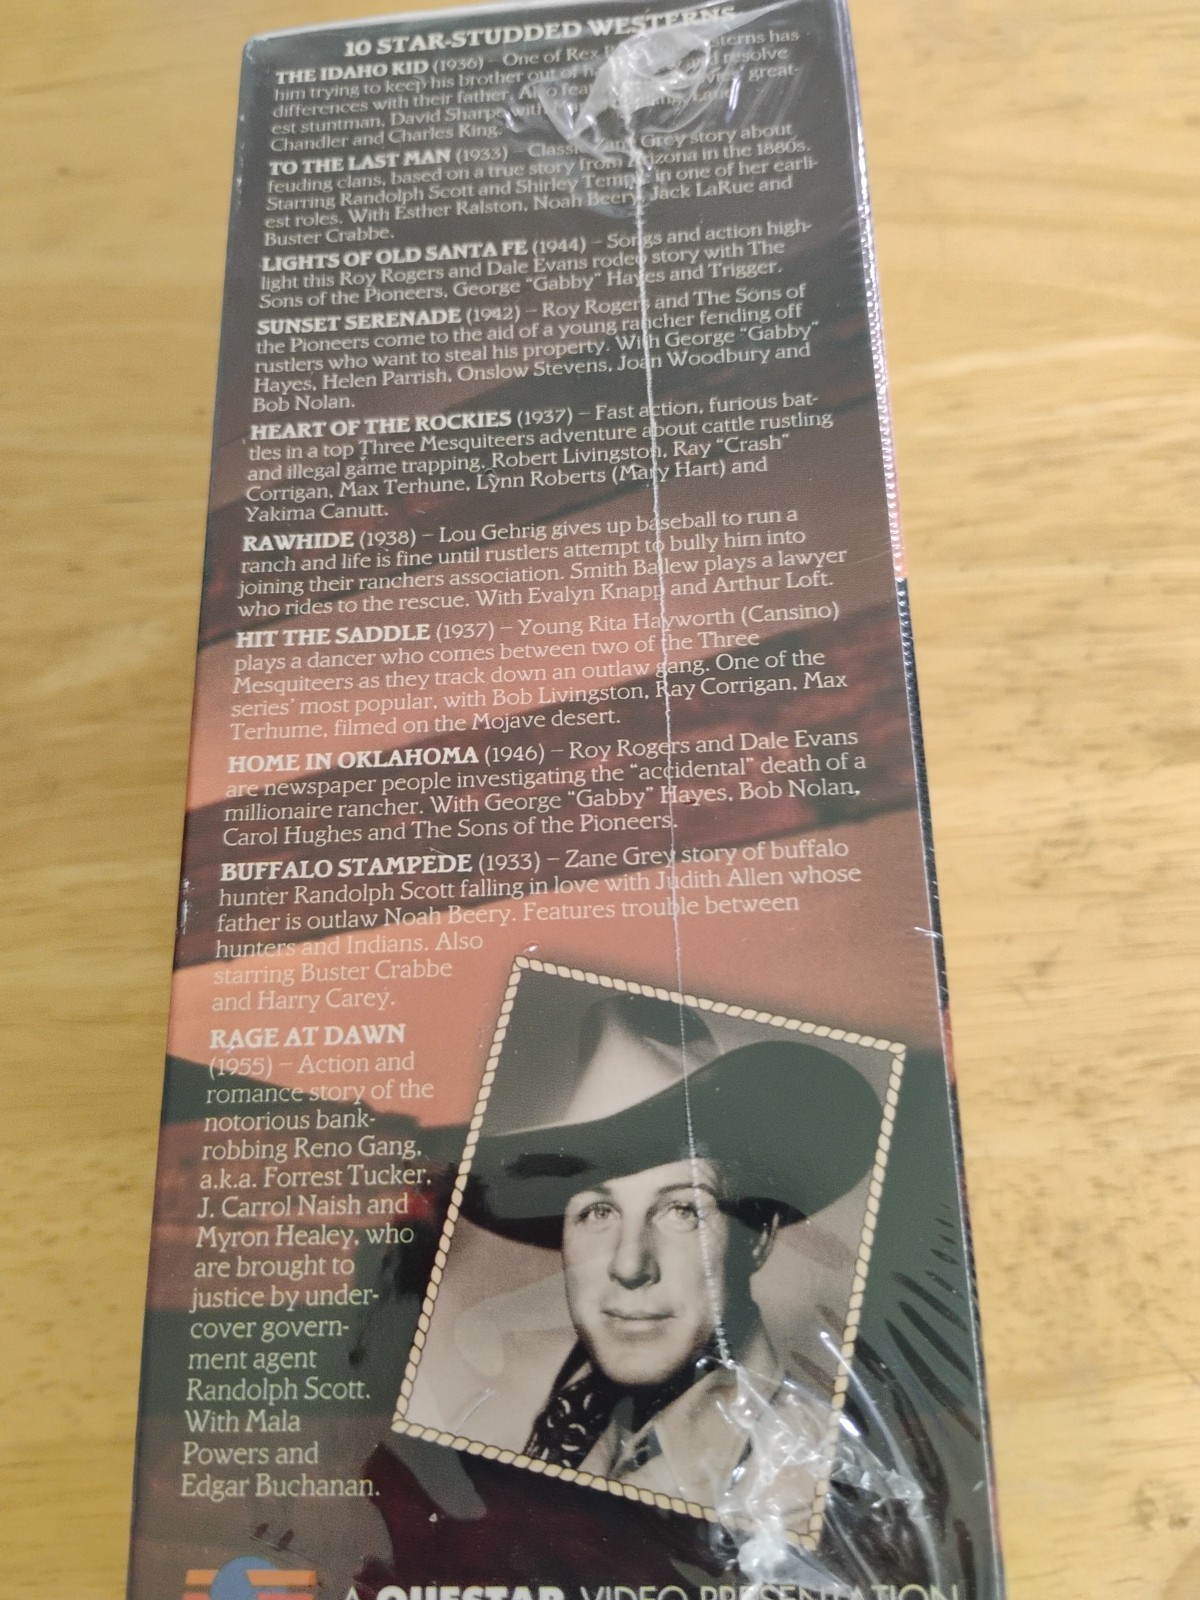 10 STAR-STUDDED WESTERNS
THE IDAHO KID (1936) – One of Rex sterns has
him trying to keep his brother out of and resolve
differences with their father. Also fea great-
est stuntman, David Sharpe with Lane
Chandler and Charles King.
TO THE LAST MAN (1933) – Classic Zane Grey story about
feuding clans, based on a true story from Arizona in the 1880s.
Starring Randolph Scott and Shirley Temple in one of her earli-
est roles. With Esther Ralston, Noah Beery, Jack LaRue and
Buster Crabbe.
LIGHTS OF OLD SANTA FE (1944) – Songs and action high-
light this Roy Rogers and Dale Evans rodeo story with The
Sons of the Pioneers, George "Gabby" Hayes and Trigger.
SUNSET SERENADE (1942) – Roy Rogers and The Sons of
the Pioneers come to the aid of a young rancher fending off
rustlers who want to steal his property. With George "Gabby"
Hayes, Helen Parrish, Onslow Stevens, Joan Woodbury and
Bob Nolan.
HEART OF THE ROCKIES (1937) – Fast action, furious bat-
tles in a top Three Mesquiteers adventure about cattle rustling
and illegal game trapping. Robert Livingston, Ray "Crash"
Corrigan, Max Terhune, Lynn Roberts (Mary Hart) and
Yakima Canutt.
RAWHIDE (1938) – Lou Gehrig gives up baseball to run a
ranch and life is fine until rustlers attempt to bully him into
joining their ranchers association. Smith Ballew plays a lawyer
who rides to the rescue. With Evalyn Knapp and Arthur Loft.
HIT THE SADDLE (1937) – Young Rita Hayworth (Cansino)
plays a dancer who comes between two of the Three
Mesquiteers as they track down an outlaw gang. One of the
series' most popular, with Bob Livingston, Ray Corrigan, Max
Terhume, filmed on the Mojave desert.
HOME IN OKLAHOMA (1946) – Roy Rogers and Dale Evans
are newspaper people investigating the "accidental" death of a
millionaire rancher. With George "Gabby" Hayes, Bob Nolan,
Carol Hughes and The Sons of the Pioneers.
BUFFALO STAMPEDE (1933) – Zane Grey story of buffalo
hunter Randolph Scott falling in love with Judith Allen whose
father is outlaw Noah Beery. Features trouble between
hunters and Indians. Also
starring Buster Crabbe
and Harry Carey.
RAGE AT DAWN
(1955) – Action and
romance story of the
notorious bank-
robbing Reno Gang,
a.k.a. Forrest Tucker,
J. Carrol Naish and
Myron Healey, who
are brought to
justice by under-
cover govern-
ment agent
Randolph Scott.
With Mala
Powers and
Edgar Buchanan.
A QUESTAR VIDEO PRESENTATION